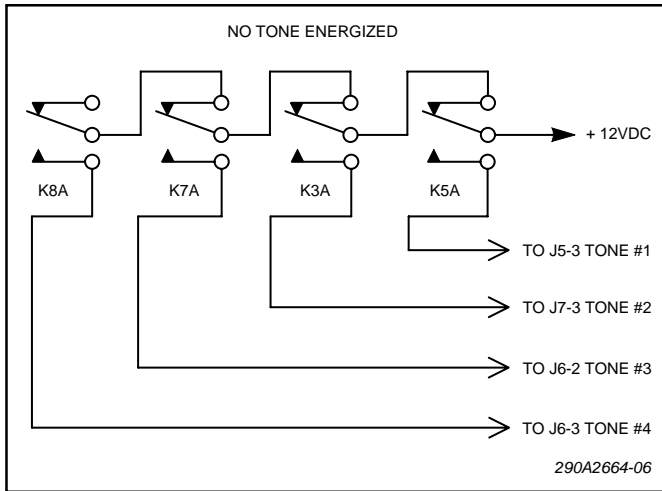 NO TONE ENERGIZED
+ 12VDC
K8A K7A K3A K5A
TO J5-3 TONE #1
TO J7-3 TONE #2
TO J6-2 TONE #3
TO J6-3 TONE #4
290A2664-06